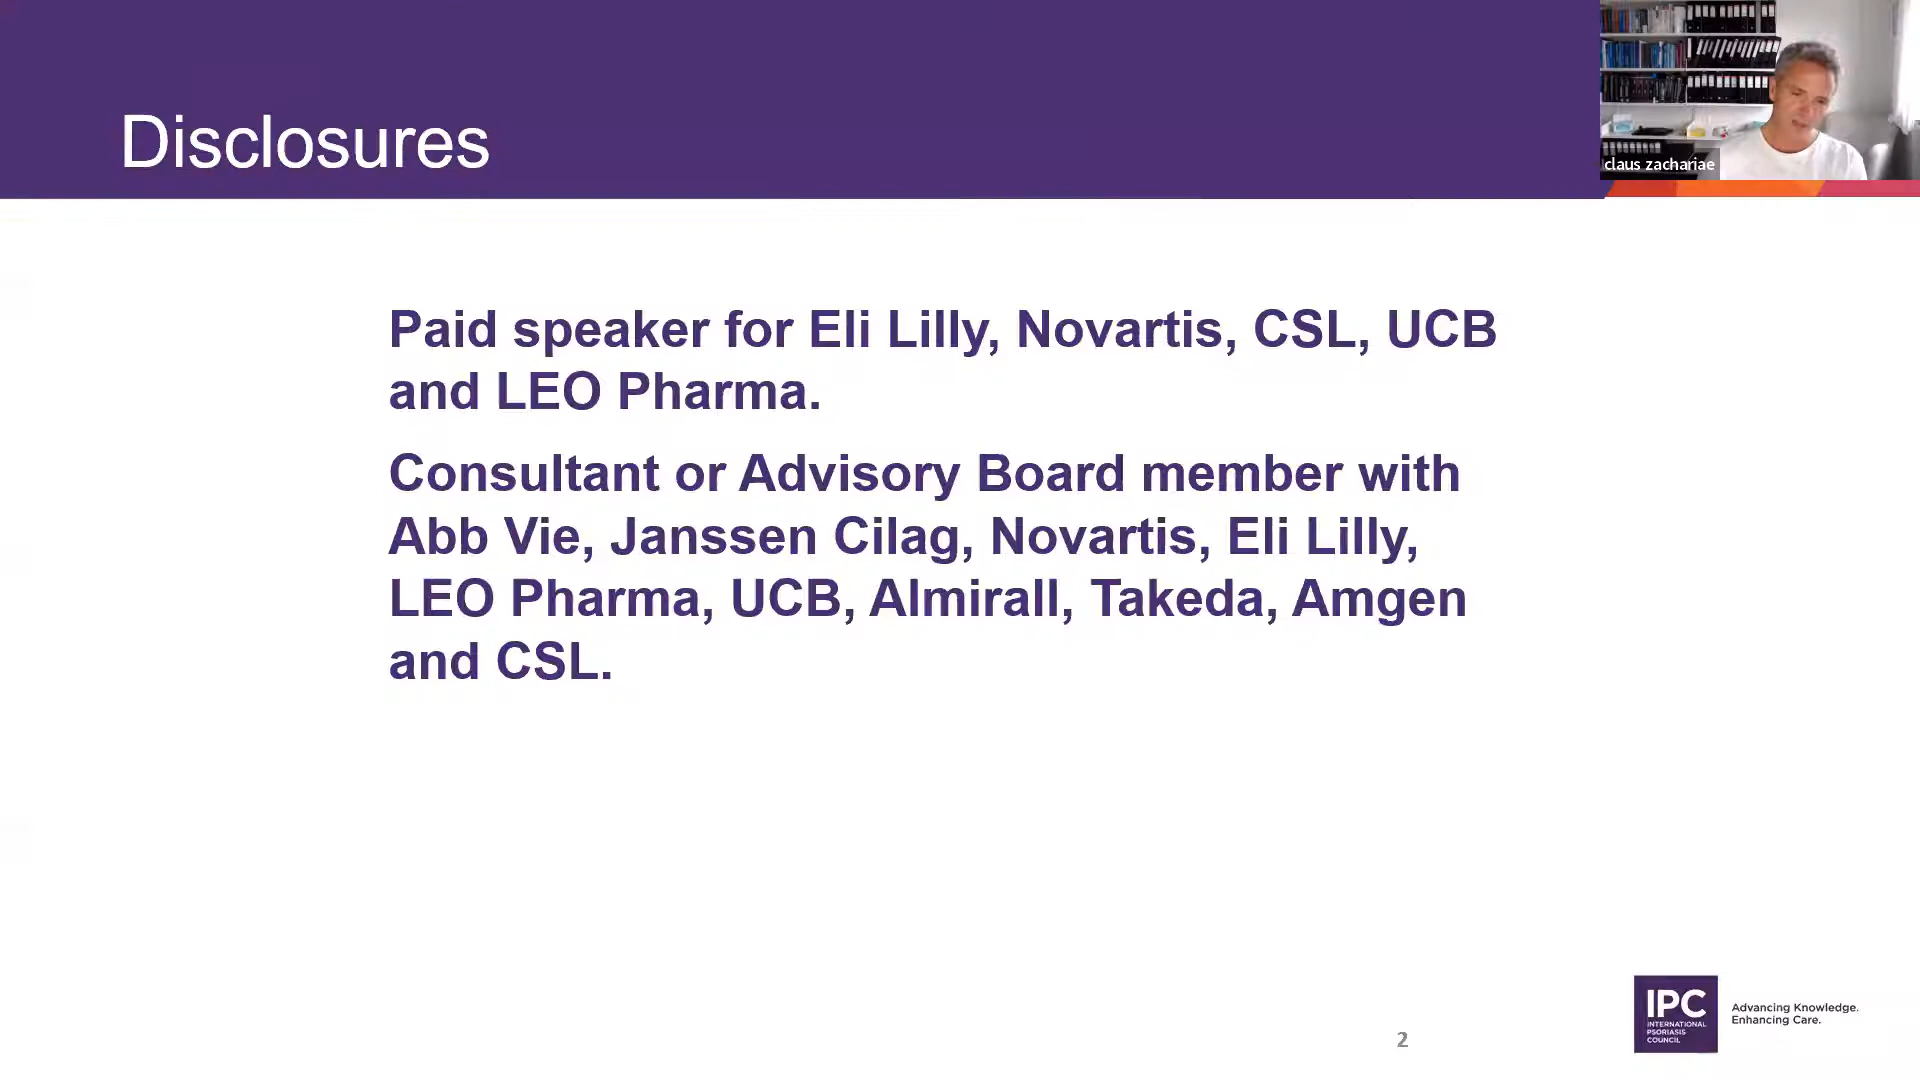 Disclosures
claus zachariae
Paid speaker for Eli Lilly, Novartis, CSL, UCB
and LEO Pharma.
Consultant or Advisory Board member with
Abb Vie, Janssen Cilag, Novartis, Eli Lilly,
LEO Pharma, UCB, Almirall, Takeda, Amgen
and CSL.
2
IPC
INTERNATIONAL
PSORIASIS
COUNCIL
Advancing Knowledge.
Enhancing Care.